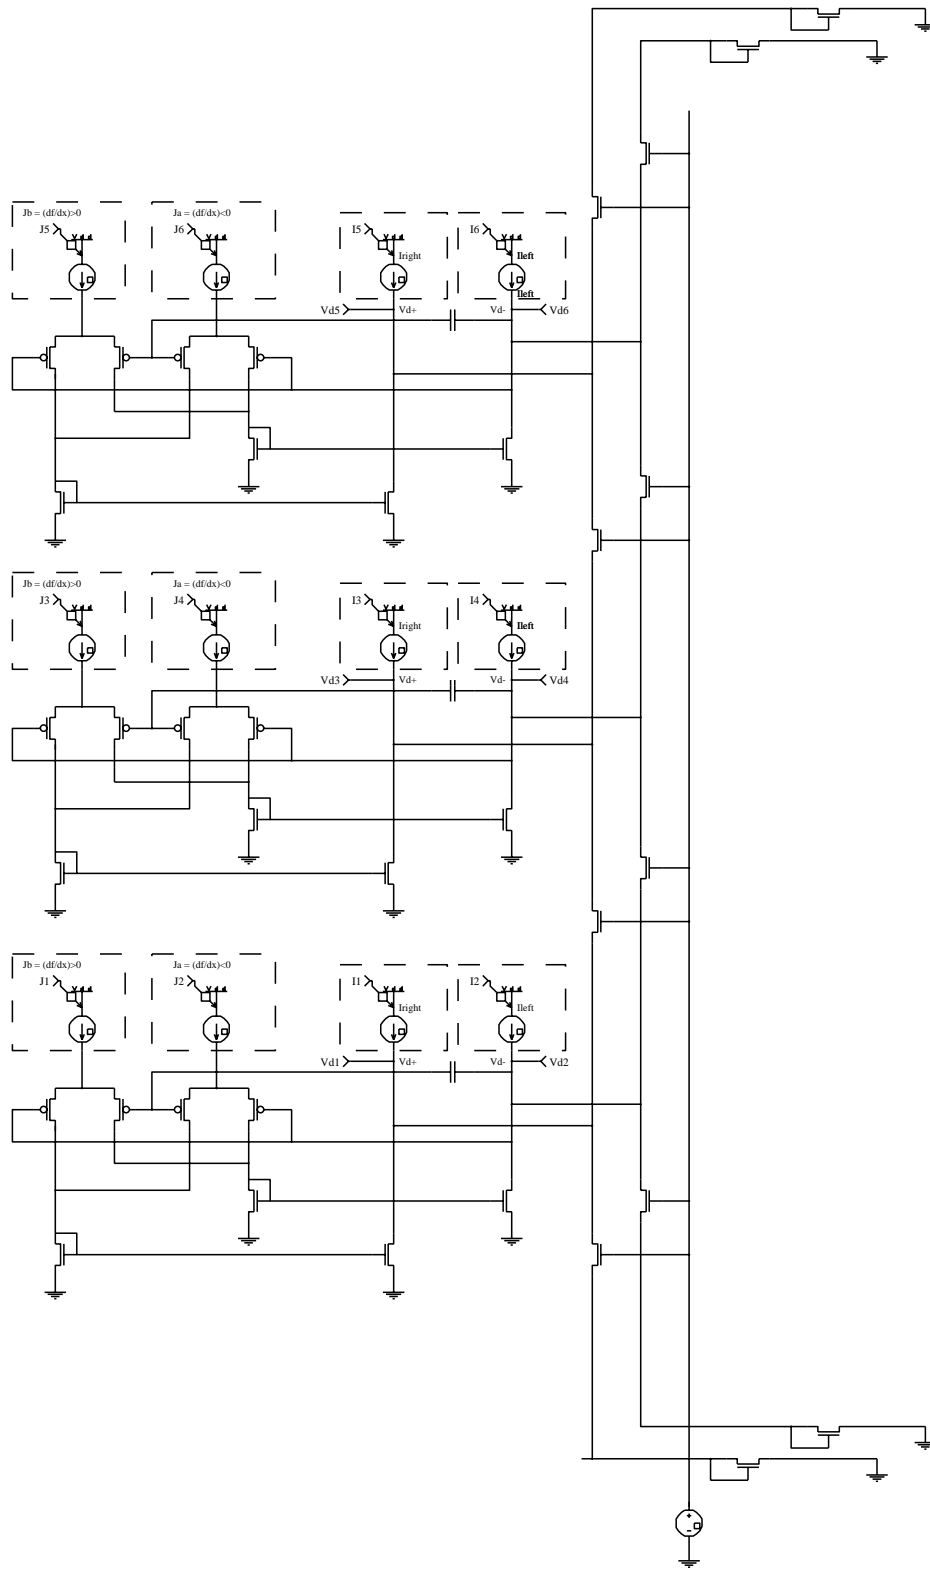 Jb = (df/dx)>0
J5
Ja = (df/dx)<0
J6
I5
Iright
I6
Ileft
Ileft
Vd5
Vd+
Vd-
Vd6
Jb = (df/dx)>0
J3
Ja = (df/dx)<0
J4
I3
Iright
I4
Ileft
Vd3
Vd+
Vd-
Vd4
Jb = (df/dx)>0
J1
Ja = (df/dx)<0
J2
I1
Iright
I2
Ileft
Vd1
Vd+
Vd-
Vd2